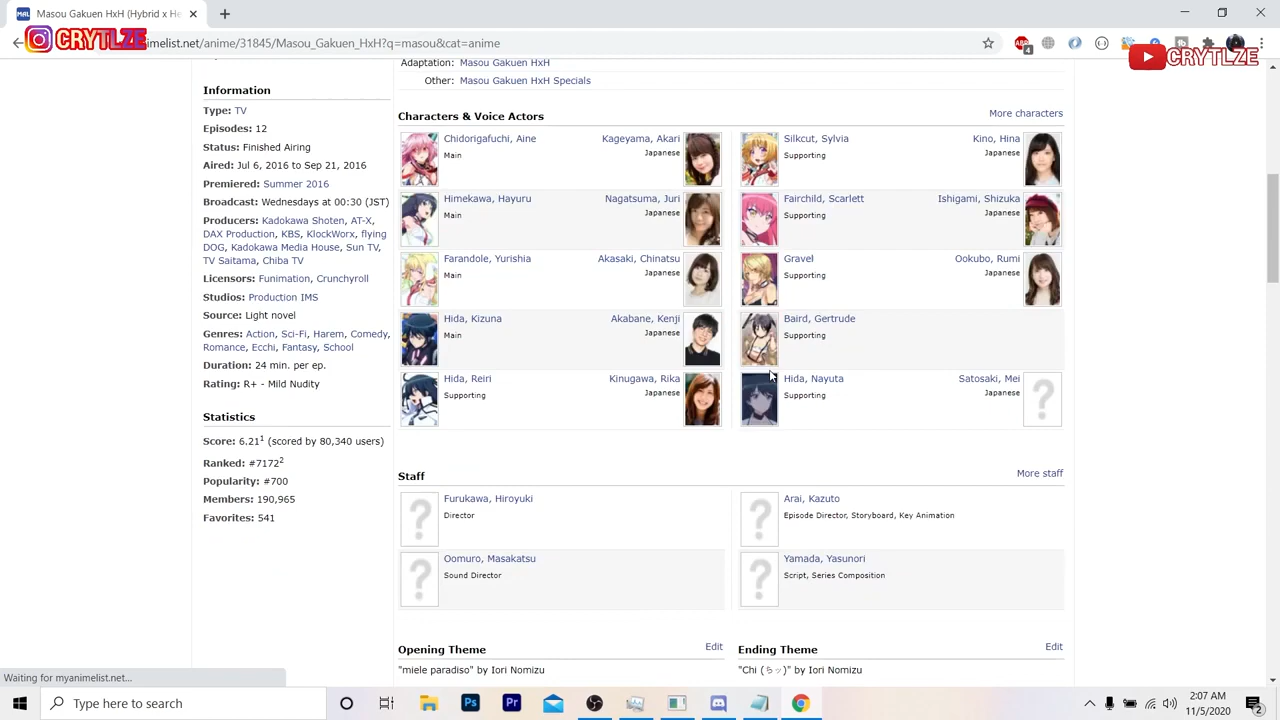 Masou Gakuen HxH (Hybrid x He
CRYTLZE
imelist.net/anime/31845/Masou_Gakuen_HxH?q=masou&cat=anime
CRYTLZE
Adaptation: Masou Gakuen HxH
Other: Masou Gakuen HxH Specials
Information
Type: TV
Episodes: 12
Status: Finished Airing
Aired: Jul 6, 2016 to Sep 21, 2016
Premiered: Summer 2016
Broadcast: Wednesdays at 00:30 (JST)
Producers: Kadokawa Shoten, AT-X,
DAX Production, KBS, KlockWorx, flying
DOG, Kadokawa Media House, Sun TV,
TV Saitama, Chiba TV
Licensors: Funimation, Crunchyroll
Studios: Production IMS
Source: Light novel
Genres: Action, Sci-Fi, Harem, Comedy,
Romance, Ecchi, Fantasy, School
Duration: 24 min. per ep.
Rating: R+ - Mild Nudity
Statistics
Score: 6.21¹ (scored by 80,340 users)
Ranked: #7172²
Popularity: #700
Members: 190,965
Favorites: 541
Characters & Voice Actors
More characters
Chidorigafuchi, Aine
Main
Kageyama, Akari
Japanese
Silkcut, Sylvia
Supporting
Kino, Hina
Japanese
Himekawa, Hayuru
Main
Nagatsuma, Juri
Japanese
Fairchild, Scarlett
Supporting
Ishigami, Shizuka
Japanese
Farandole, Yurishia
Main
Akasaki, Chinatsu
Japanese
Gravel
Supporting
Ookubo, Rumi
Japanese
Hida, Kizuna
Main
Akabane, Kenji
Japanese
Baird, Gertrude
Supporting
Hida, Reiri
Supporting
Kinugawa, Rika
Japanese
Hida, Nayuta
Supporting
Satosaki, Mei
Japanese
Staff
More staff
Furukawa, Hiroyuki
Director
Arai, Kazuto
Episode Director, Storyboard, Key Animation
Oomuro, Masakatsu
Sound Director
Yamada, Yasunori
Script, Series Composition
Opening Theme
Edit
"miele paradiso" by Iori Nomizu
Ending Theme
Edit
"Chi (ちッ)" by Iori Nomizu
Waiting for myanimelist.net...
Type here to search
2:07 AM
11/5/2020